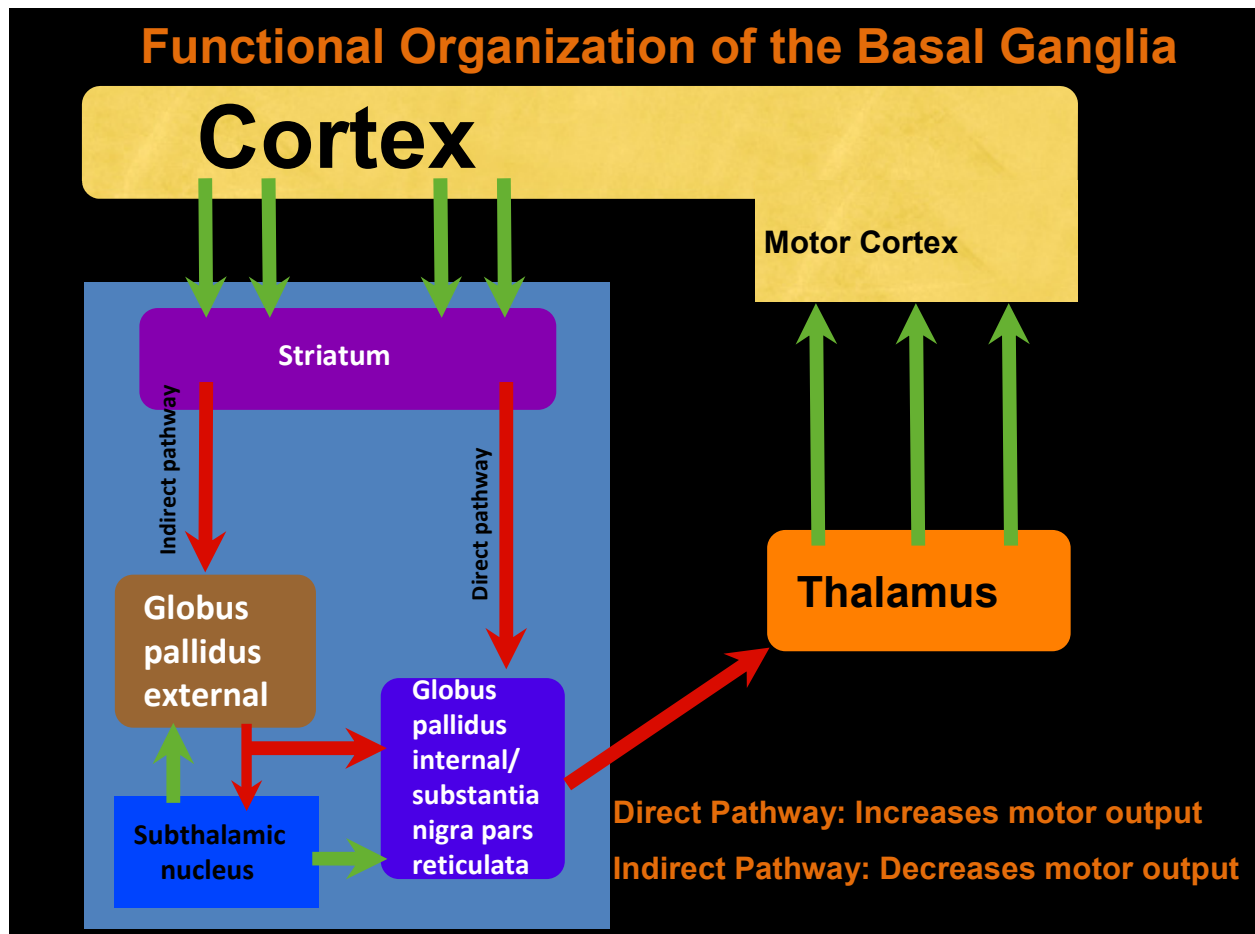 Functional Organization of the Basal Ganglia
Cortex
Motor Cortex
Striatum
Indirect pathway
Direct pathway
Globus
pallidus
external
Thalamus
Globus
pallidus
internal/
substantia
nigra pars
reticulata
Subthalamic
nucleus
Direct Pathway: Increases motor output
Indirect Pathway: Decreases motor output